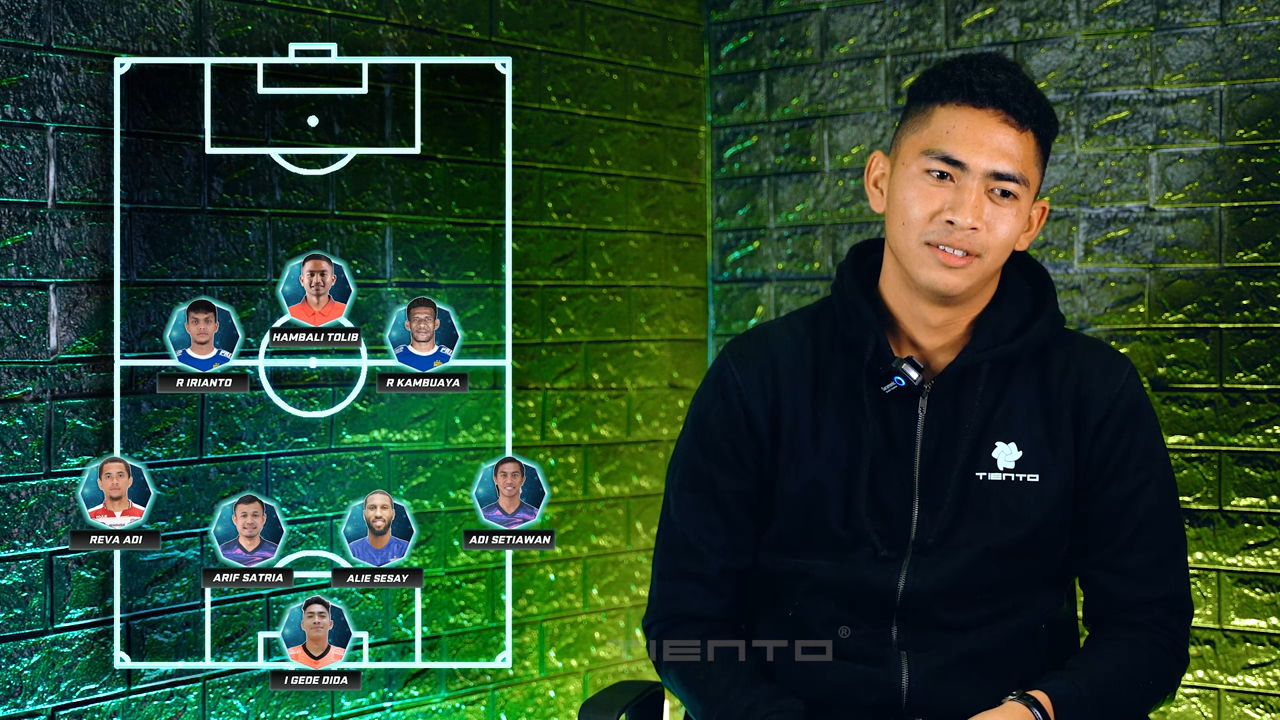 HAMBALI TOLIB
R IRIANTO
R KAMBUAYA
REVA ADI
ADI SETIAWAN
ARIF SATRIA
ALIE SESAY
I GEDE DIDA
TIENTO
TIENTO®